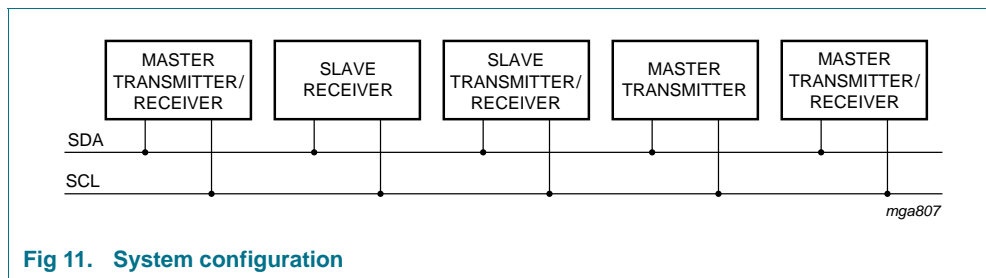 MASTER
TRANSMITTER/
RECEIVER
SLAVE
RECEIVER
SLAVE
TRANSMITTER/
RECEIVER
MASTER
TRANSMITTER
MASTER
TRANSMITTER/
RECEIVER
SDA
SCL
mga807
Fig 11. System configuration